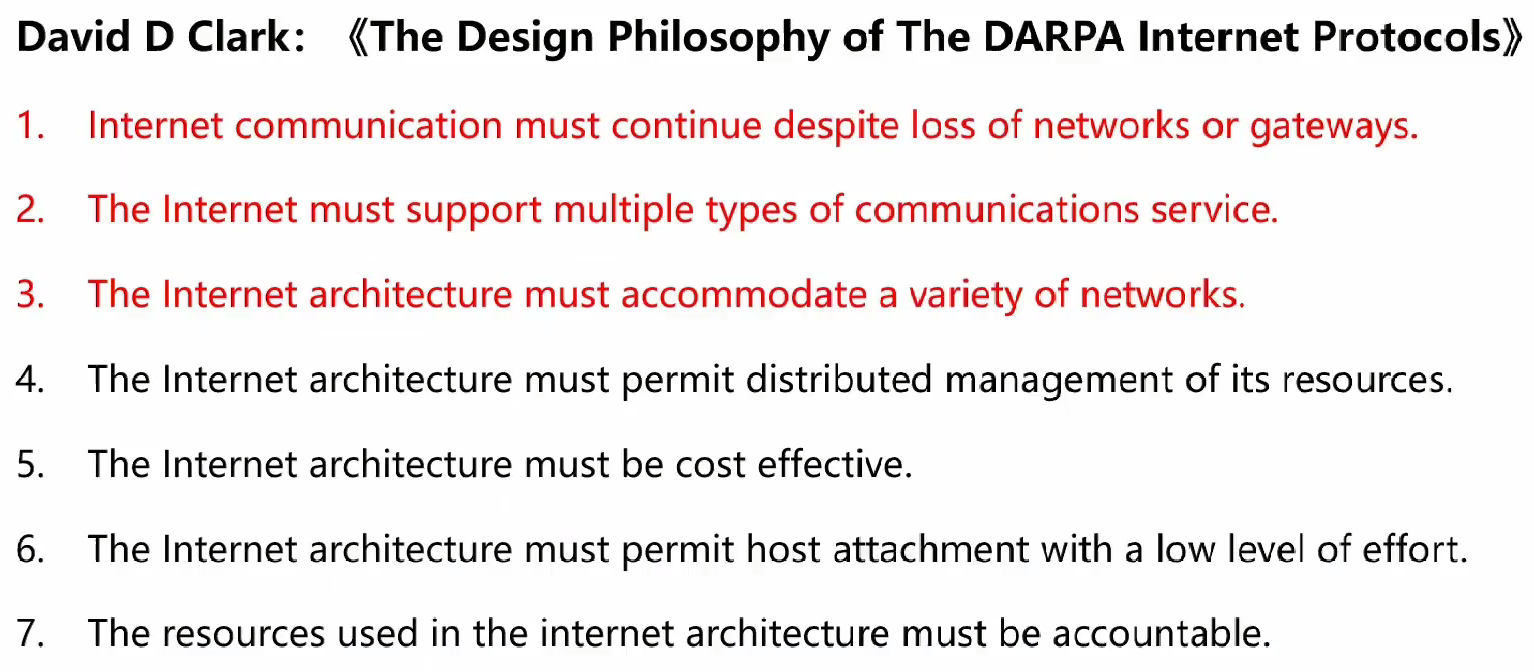 David D Clark: 《The Design Philosophy of The DARPA Internet Protocols》
1. Internet communication must continue despite loss of networks or gateways.
2. The Internet must support multiple types of communications service.
3. The Internet architecture must accommodate a variety of networks.
4. The Internet architecture must permit distributed management of its resources.
5. The Internet architecture must be cost effective.
6. The Internet architecture must permit host attachment with a low level of effort.
7. The resources used in the internet architecture must be accountable.